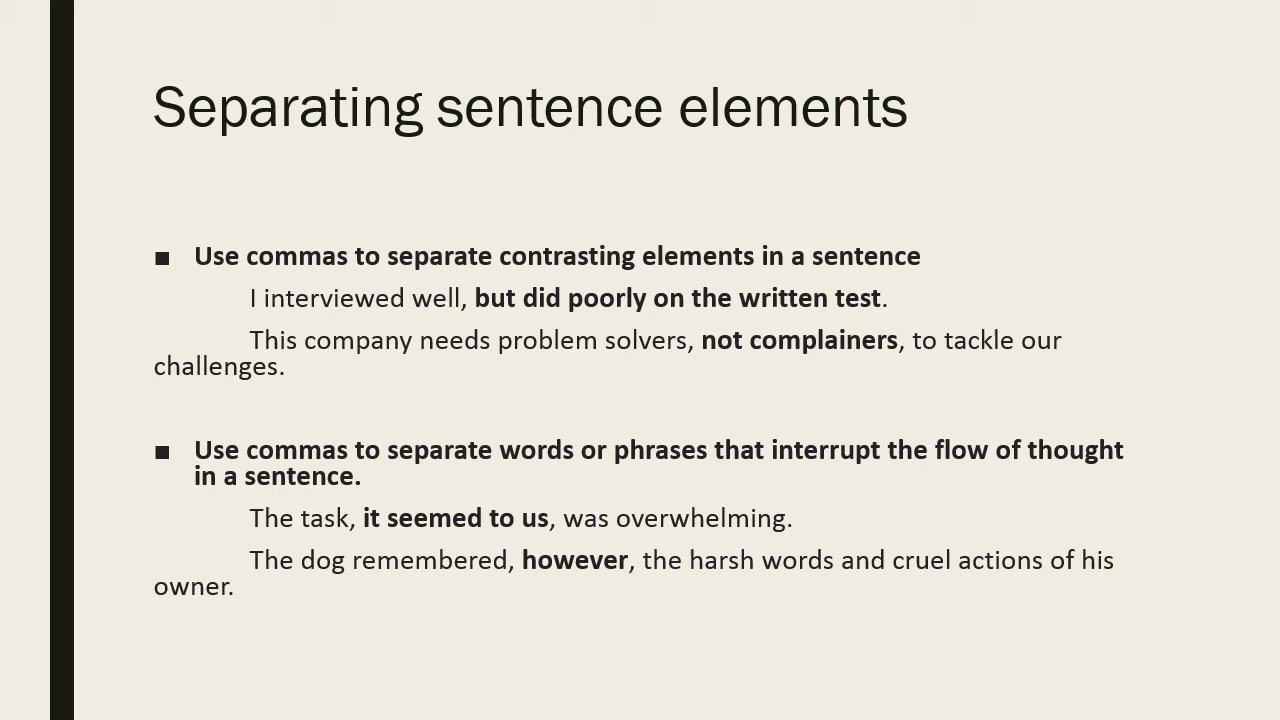 Separating sentence elements
■ Use commas to separate contrasting elements in a sentence
I interviewed well, but did poorly on the written test.
This company needs problem solvers, not complainers, to tackle our
challenges.
■ Use commas to separate words or phrases that interrupt the flow of thought
in a sentence.
The task, it seemed to us, was overwhelming.
The dog remembered, however, the harsh words and cruel actions of his
owner.